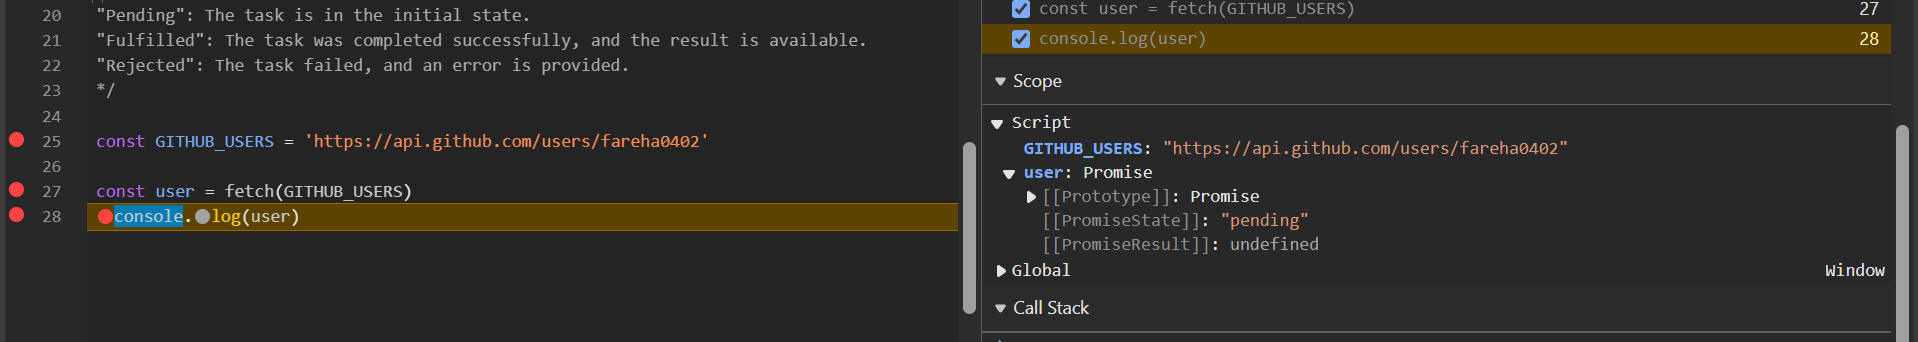 20 "Pending": The task is in the initial state.
21 "Fulfilled": The task was completed successfully, and the result is available.
22 "Rejected": The task failed, and an error is provided.
23 */
24
25 const GITHUB_USERS = 'https://api.github.com/users/fareha0402'
26
27 const user = fetch(GITHUB_USERS)
28 console.log(user)
const user = fetch(GITHUB_USERS) 27
console.log(user) 28
Scope
Script
GITHUB_USERS: "https://api.github.com/users/fareha0402"
user: Promise
[[Prototype]]: Promise
[[PromiseState]]: "pending"
[[PromiseResult]]: undefined
Global Window
Call Stack